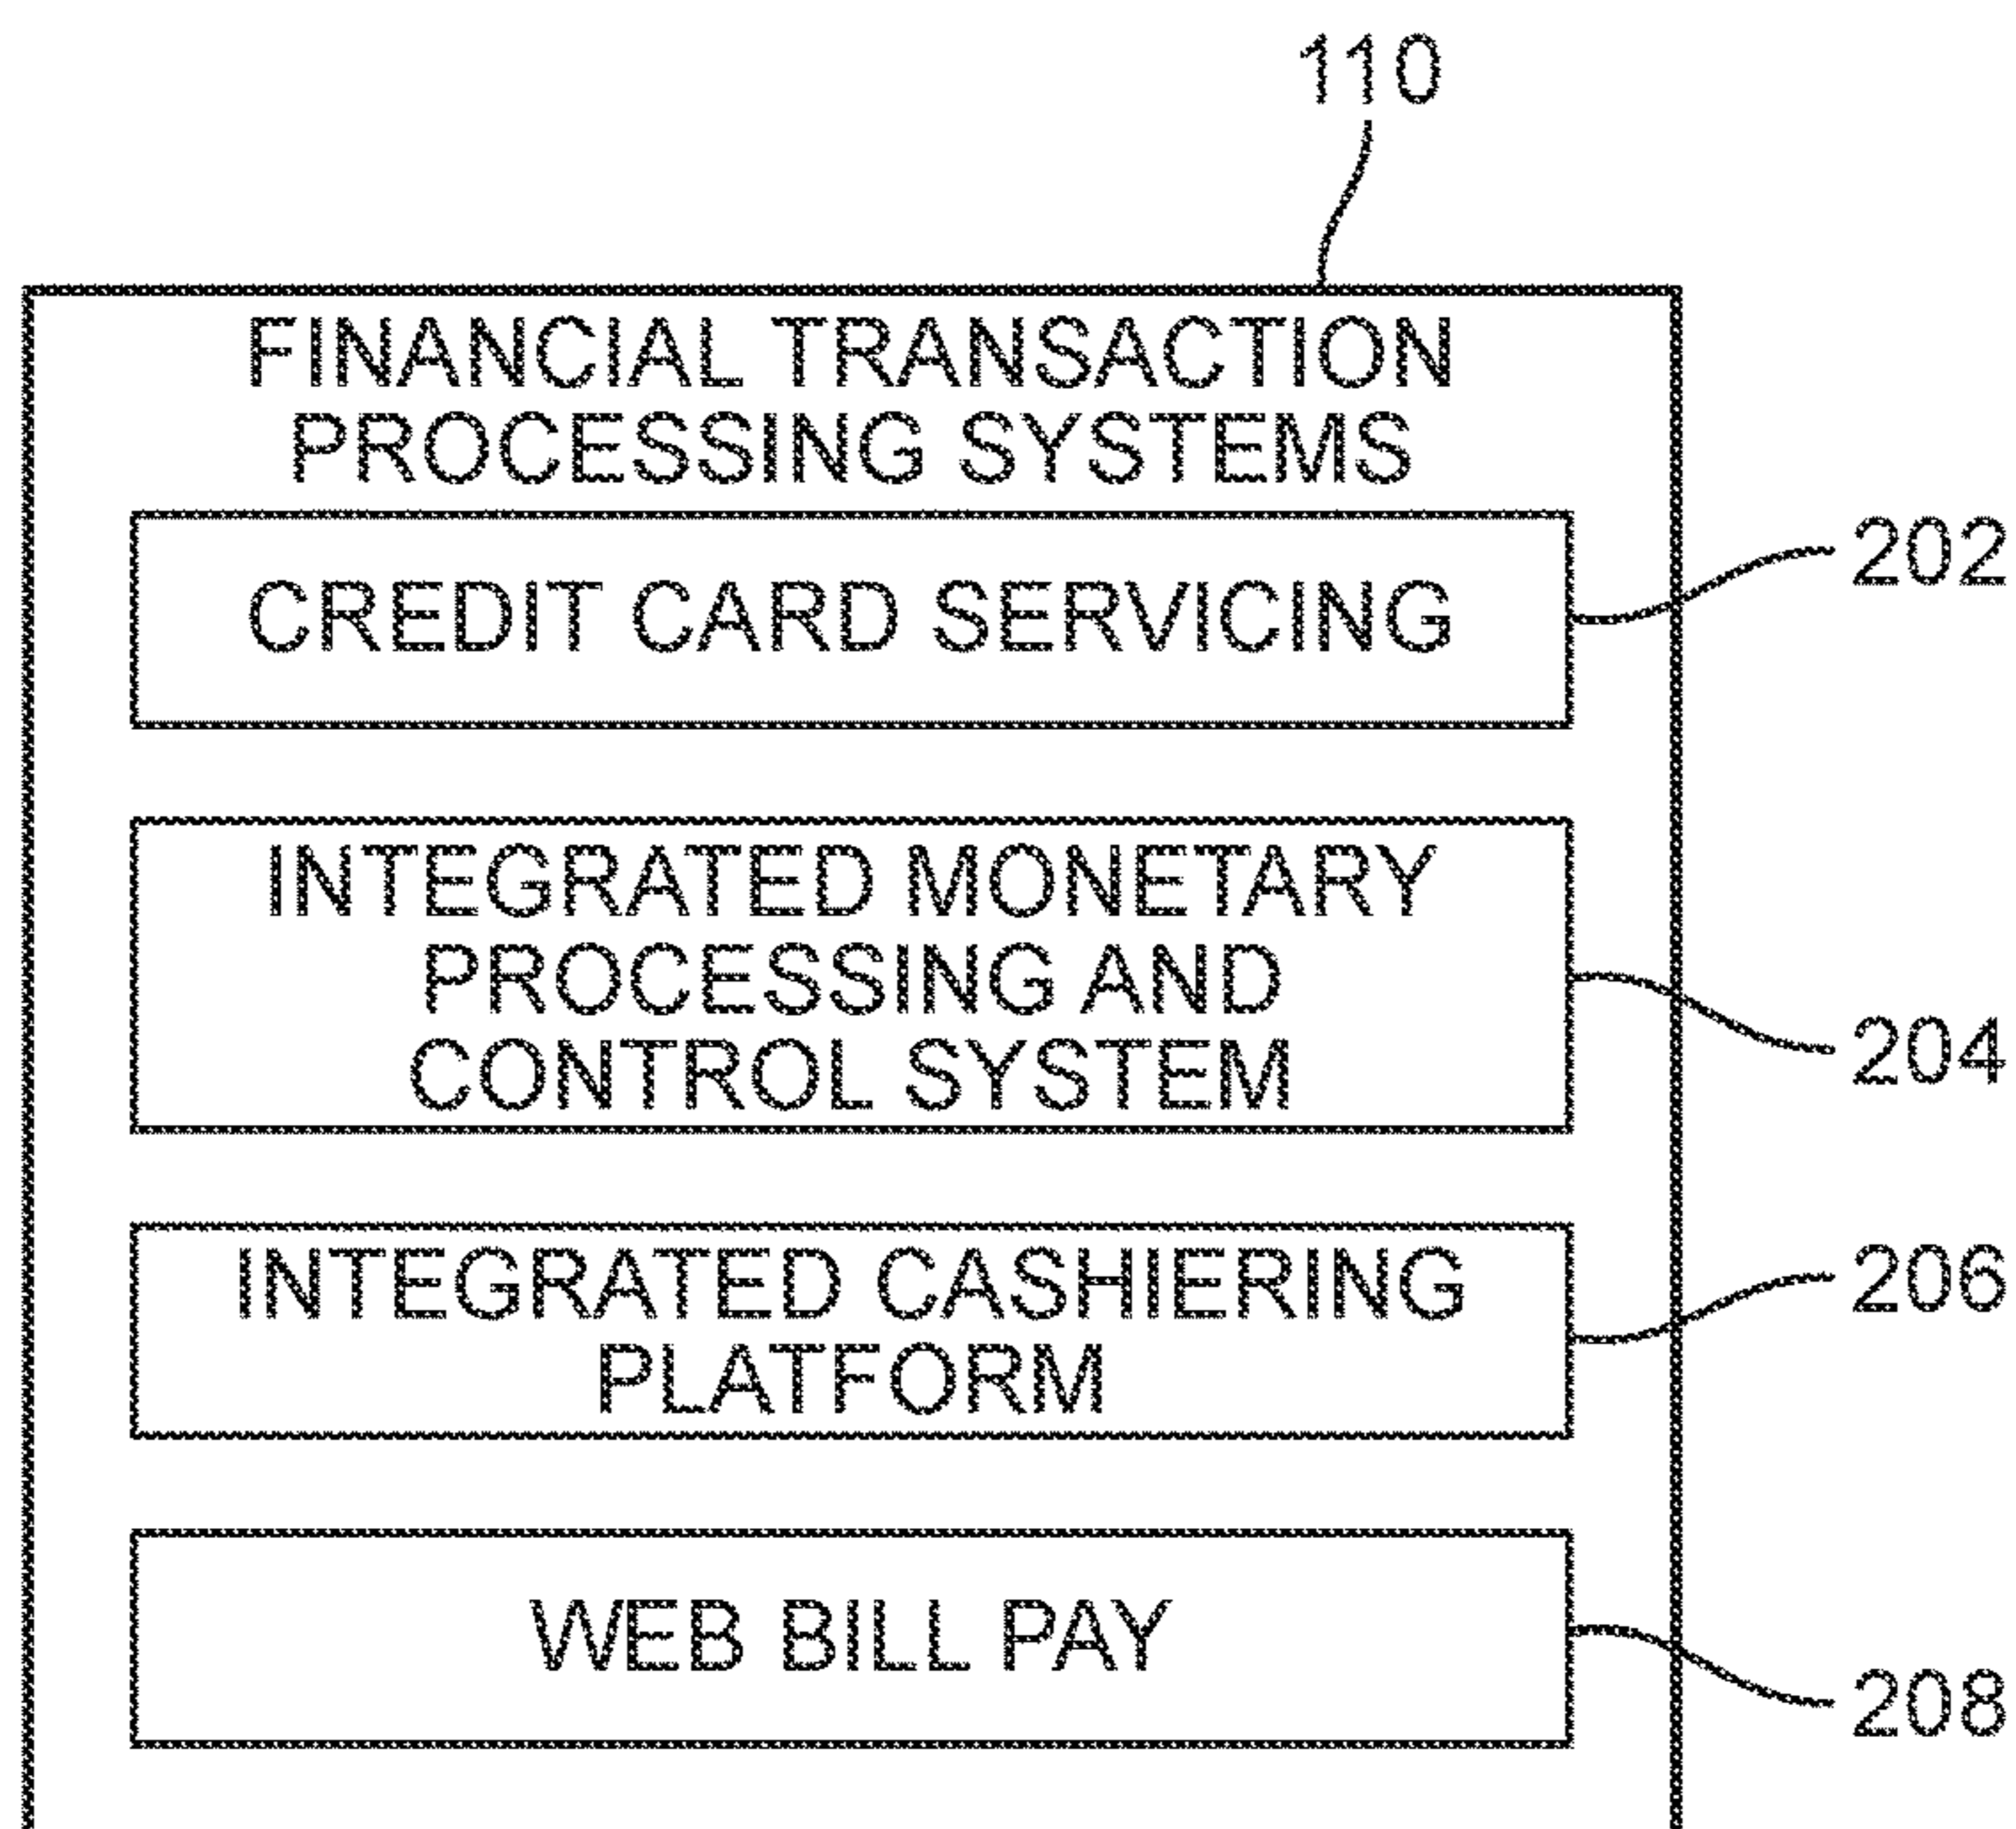 110
FINANCIAL TRANSACTION
PROCESSING SYSTEMS
CREDIT CARD SERVICING
202
INTEGRATED MONETARY
PROCESSING AND
CONTROL SYSTEM
204
INTEGRATED CASHIERING
PLATFORM
206
WEB BILL PAY
208